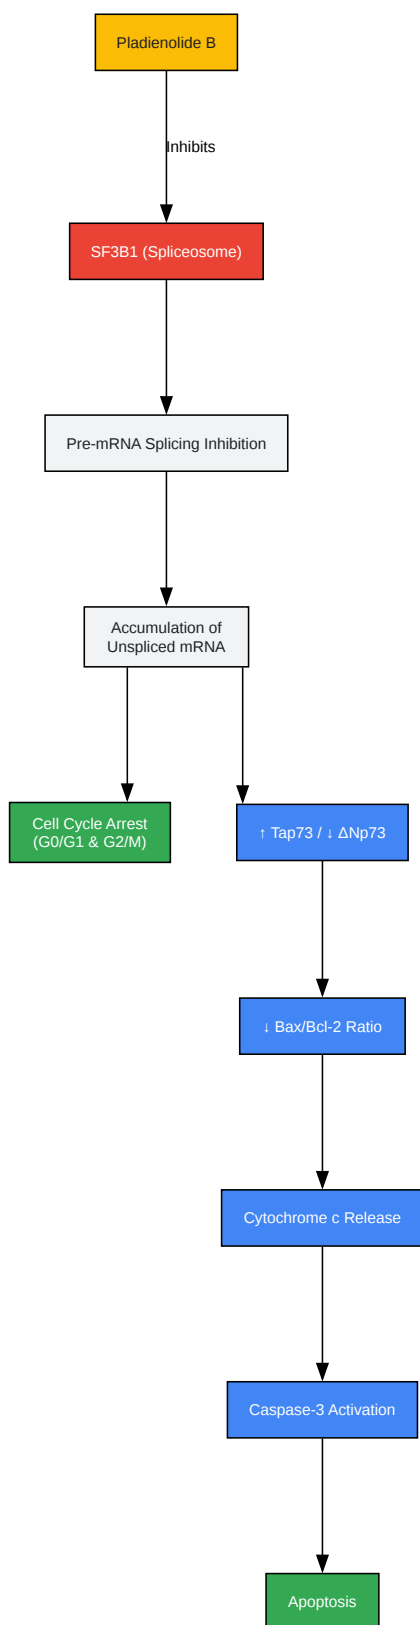 Pladienolide B
Inhibits
SF3B1 (Spliceosome)
Pre-mRNA Splicing Inhibition
Accumulation of
Unspliced mRNA
Cell Cycle Arrest
(G0/G1 & G2/M)
↑ Tap73 / ↓ ΔNp73
↓ Bax/Bcl-2 Ratio
Cytochrome c Release
Caspase-3 Activation
Apoptosis